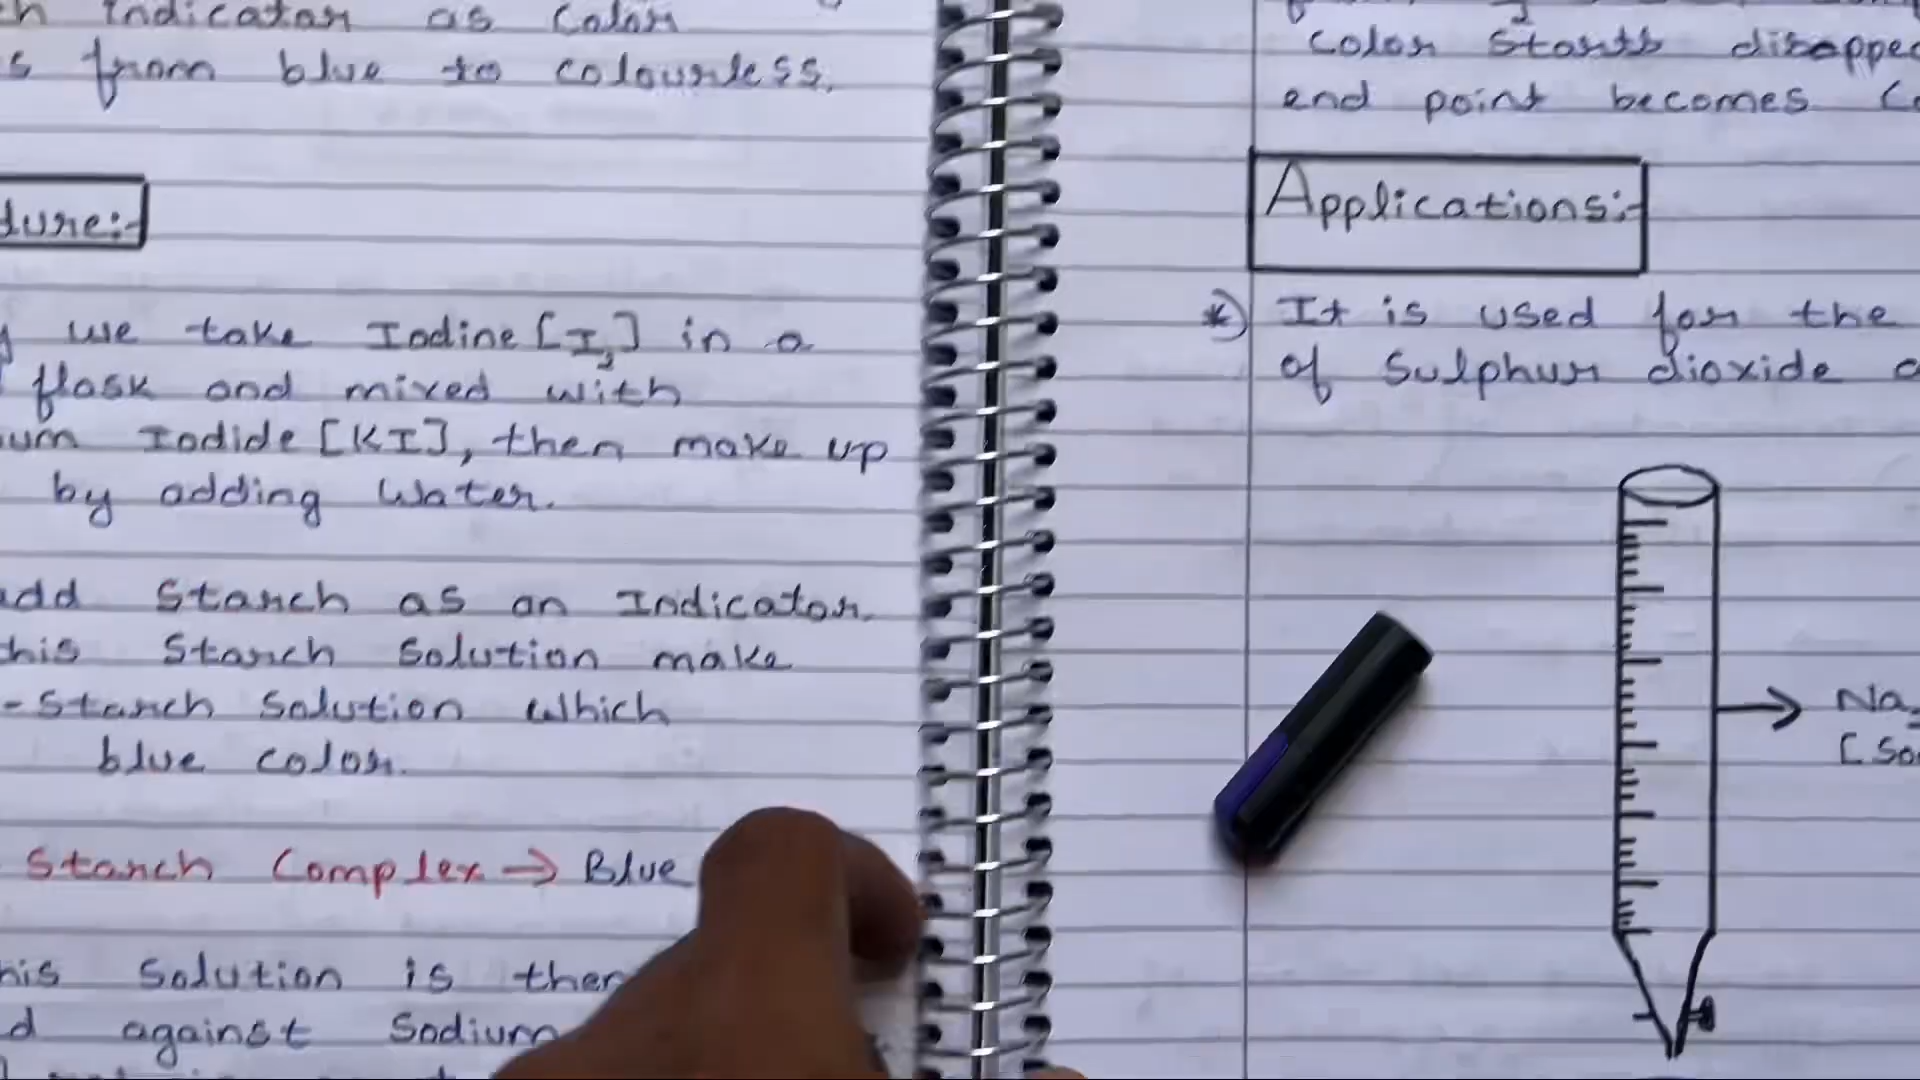 Indicator as color
from blue to colourless.
we take Iodine [I2] in a
flask and mixed with
Iodide [KI], then make up
by adding water.
add Starch as an Indicator.
this Starch Solution make
-Starch Solution which
blue color.
Starch Complex → Blue
Solution is then
against Sodium
color starts
end point becomes
Applications:-
*) It is used for the
of Sulphur dioxide
Na